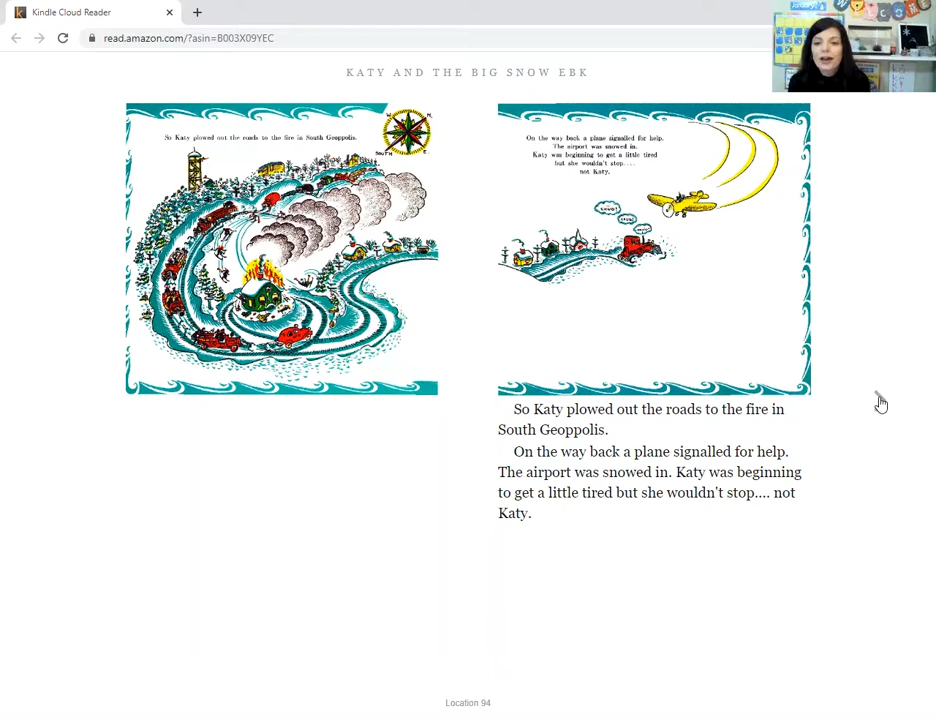 Kindle Cloud Reader
read.amazon.com/?asin=B003X09YEC
KATY AND THE BIG SNOW EBK
WELCOME
So Katy plowed out the roads to the fire in South Geoppolis.
SOUTH
On the way back a plane signalled for help.
The airport was snowed in.
Katy was beginning to get a little tired
but she wouldn't stop....
not Katy.
So Katy plowed out the roads to the fire in
South Geoppolis.
On the way back a plane signalled for help.
The airport was snowed in. Katy was beginning
to get a little tired but she wouldn't stop.... not
Katy.
Location 94